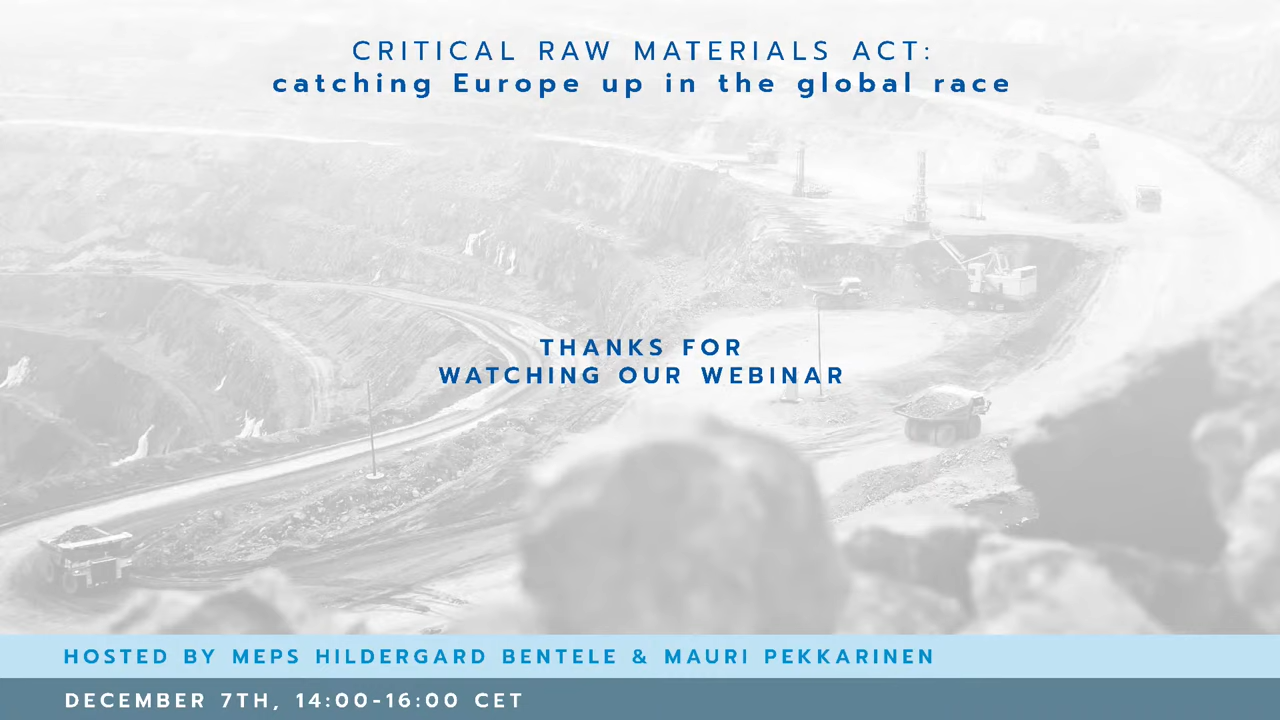 CRITICAL RAW MATERIALS ACT:
catching Europe up in the global race
THANKS FOR
WATCHING OUR WEBINAR
HOSTED BY MEPS HILDERGARD BENTELE & MAURI PEKKARINEN
DECEMBER 7TH, 14:00-16:00 CET